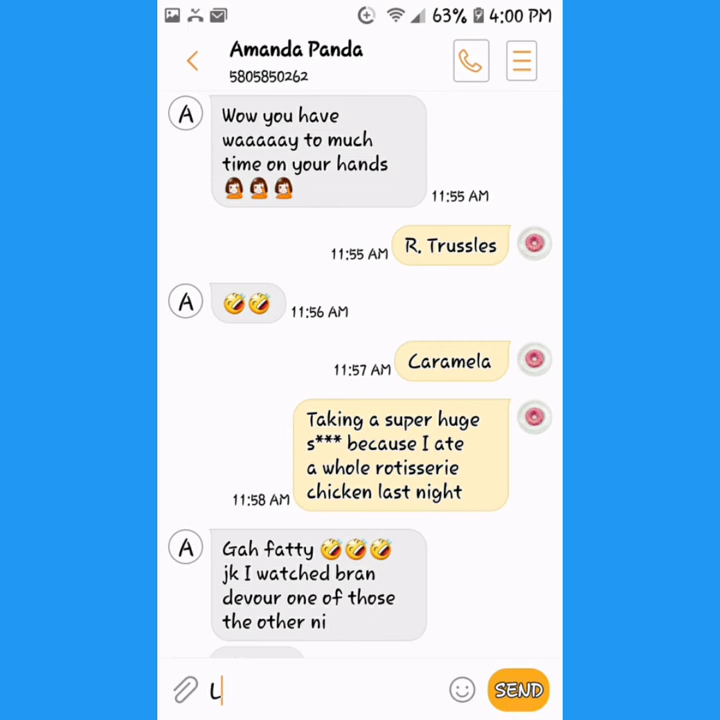 63% 4:00 PM
Amanda Panda
5805850262
A
Wow you have
waaaaay to much
time on your hands
11:55 AM
R. Trussles
11:55 AM
A
11:56 AM
Caramela
11:57 AM
Taking a super huge
s*** because I ate
a whole rotisserie
chicken last night
11:58 AM
A
Gah fatty 🤣🤣🤣
jk I watched bran
devour one of those
the other ni
L
SEND